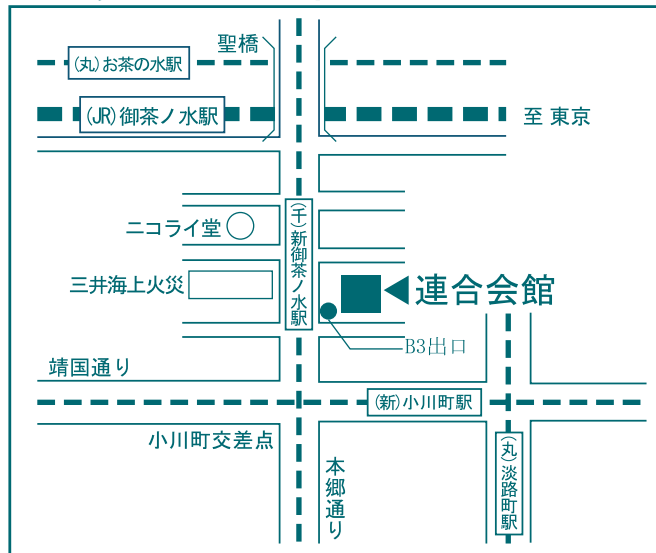 聖橋
(丸)お茶の水駅
(JR)御茶ノ水駅
至 東京
ニコライ堂
(千)新御茶ノ水駅
三井海上火災
連合会館
B3出口
靖国通り
(新)小川町駅
小川町交差点
(丸)淡路町駅
本郷通り